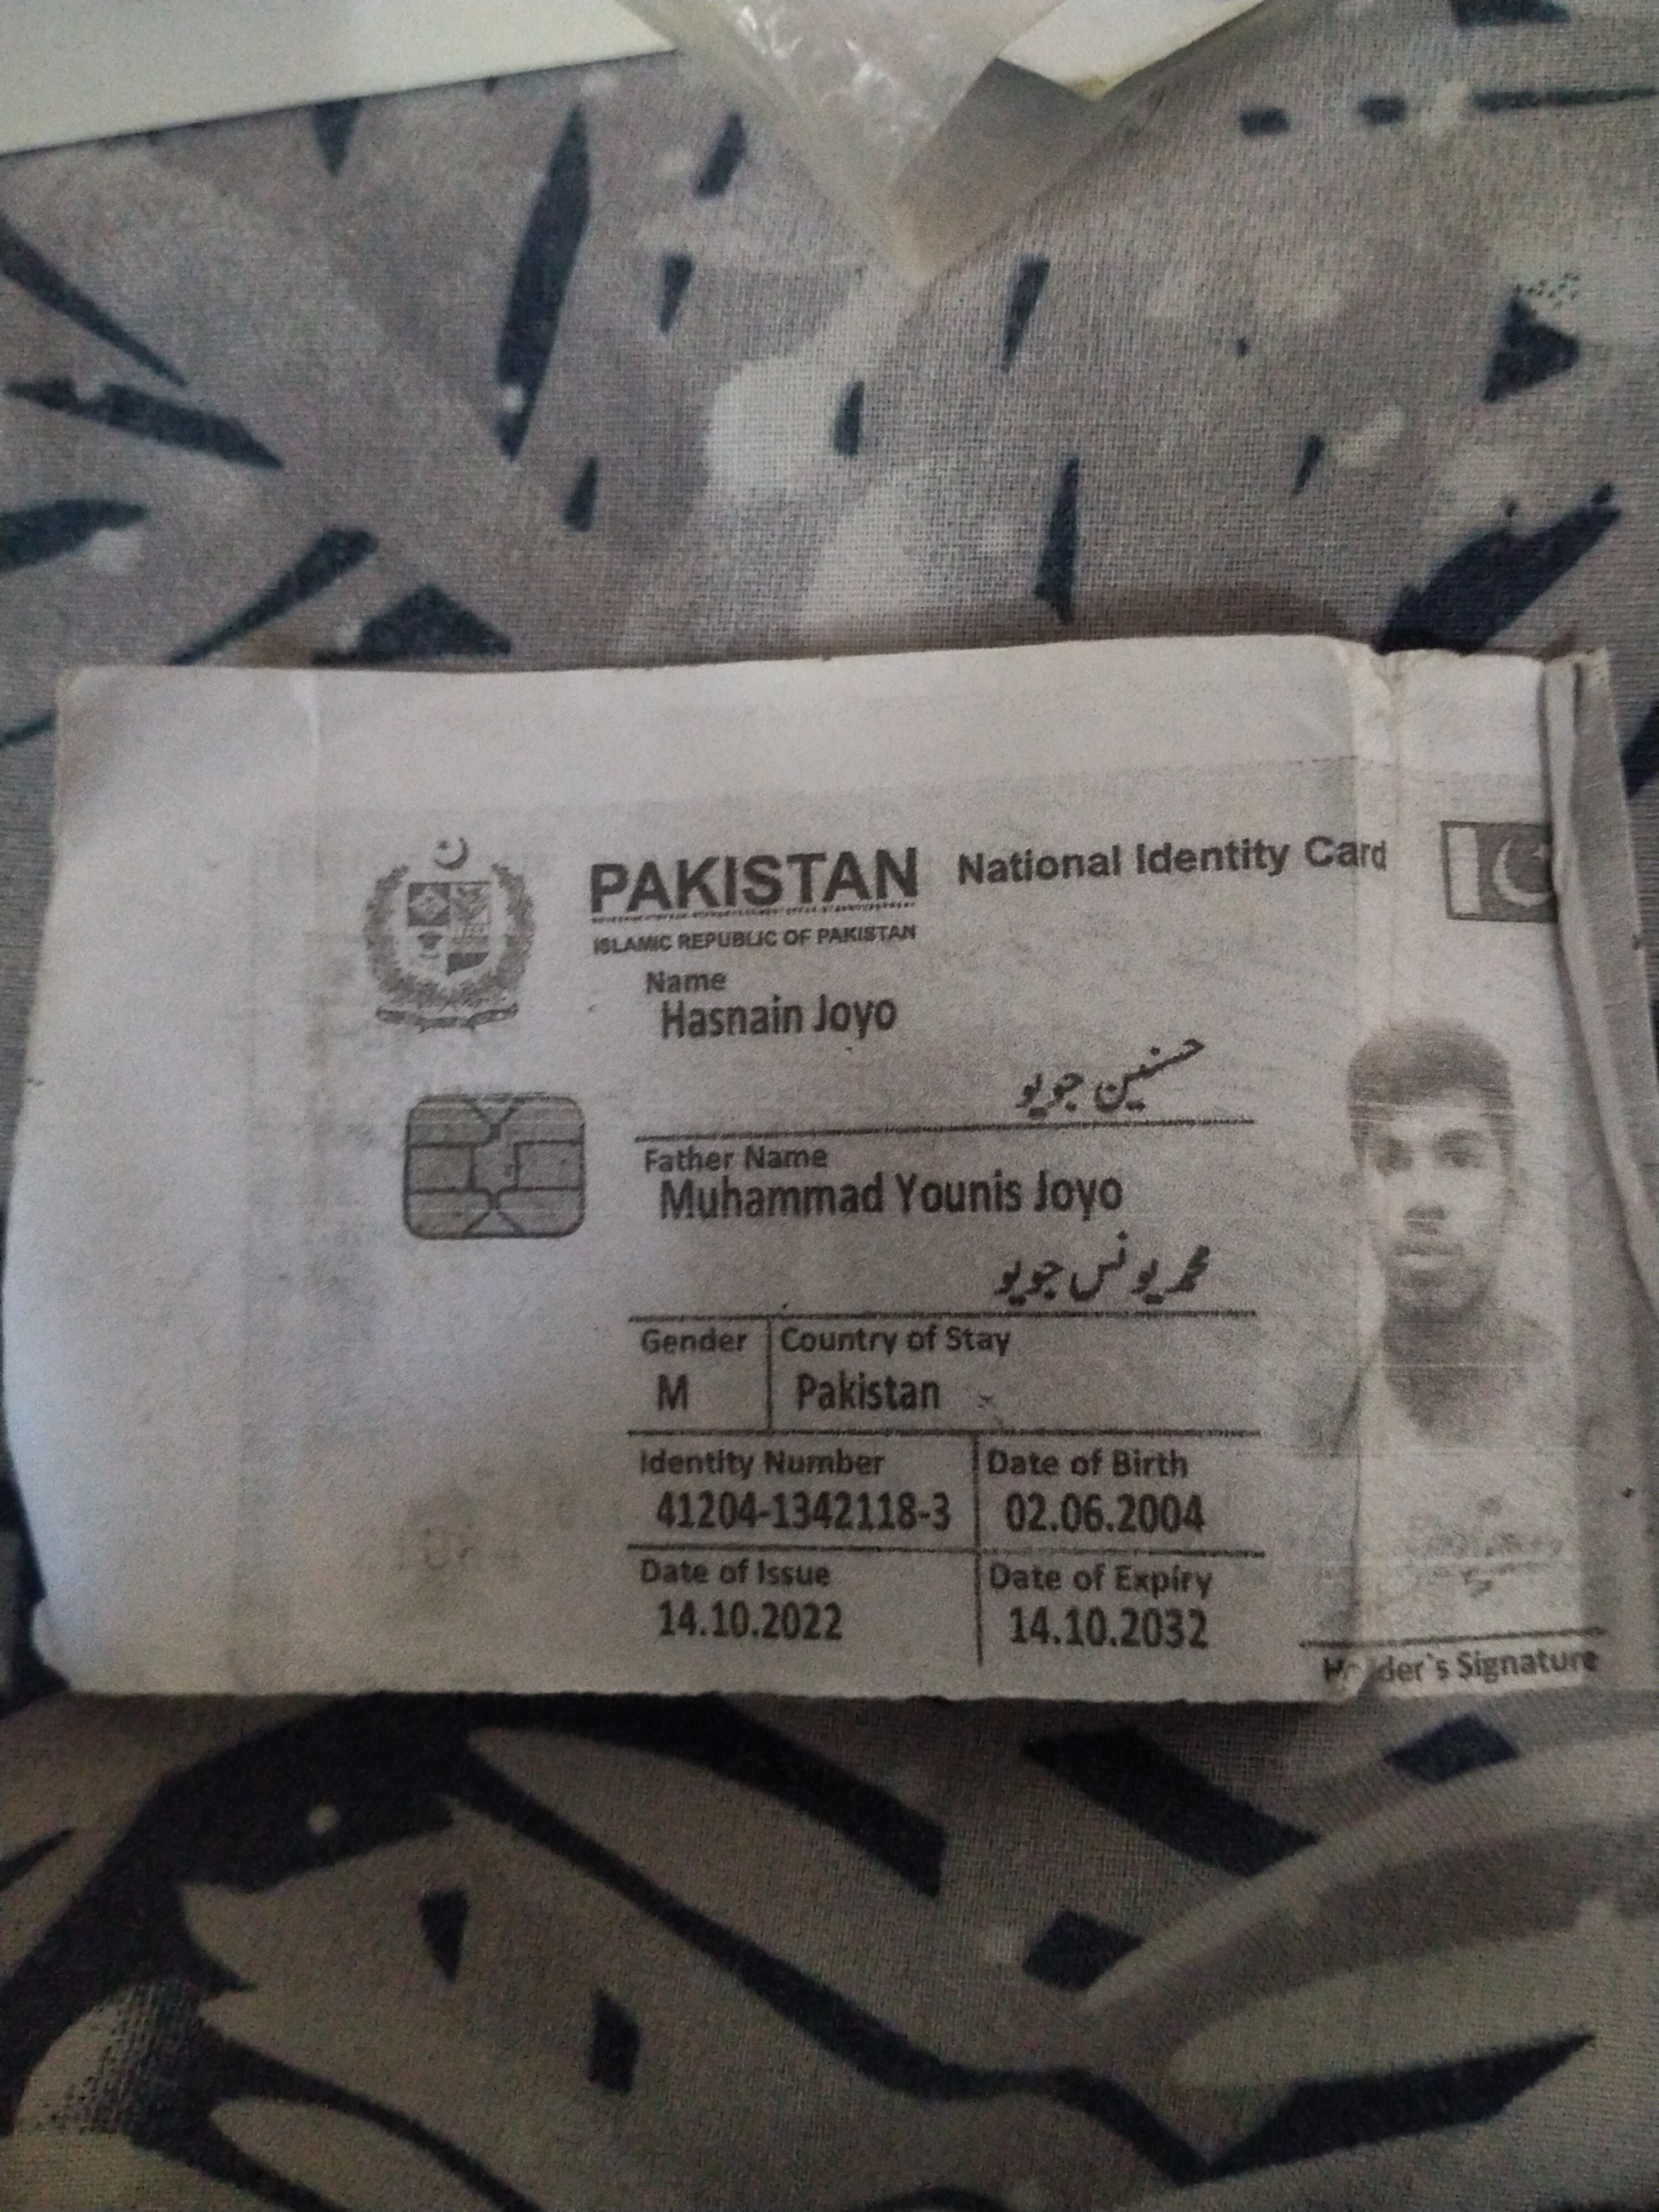 PAKISTAN National Identity Card
ISLAMIC REPUBLIC OF PAKISTAN
Name
Hasnain Joyo
حسنین جویو
Father Name
Muhammad Younis Joyo
محمد یونس جویو
Gender Country of Stay
M Pakistan
Identity Number Date of Birth
41204-1342118-3 02.06.2004
Date of Issue Date of Expiry
14.10.2022 14.10.2032
Holder's Signature